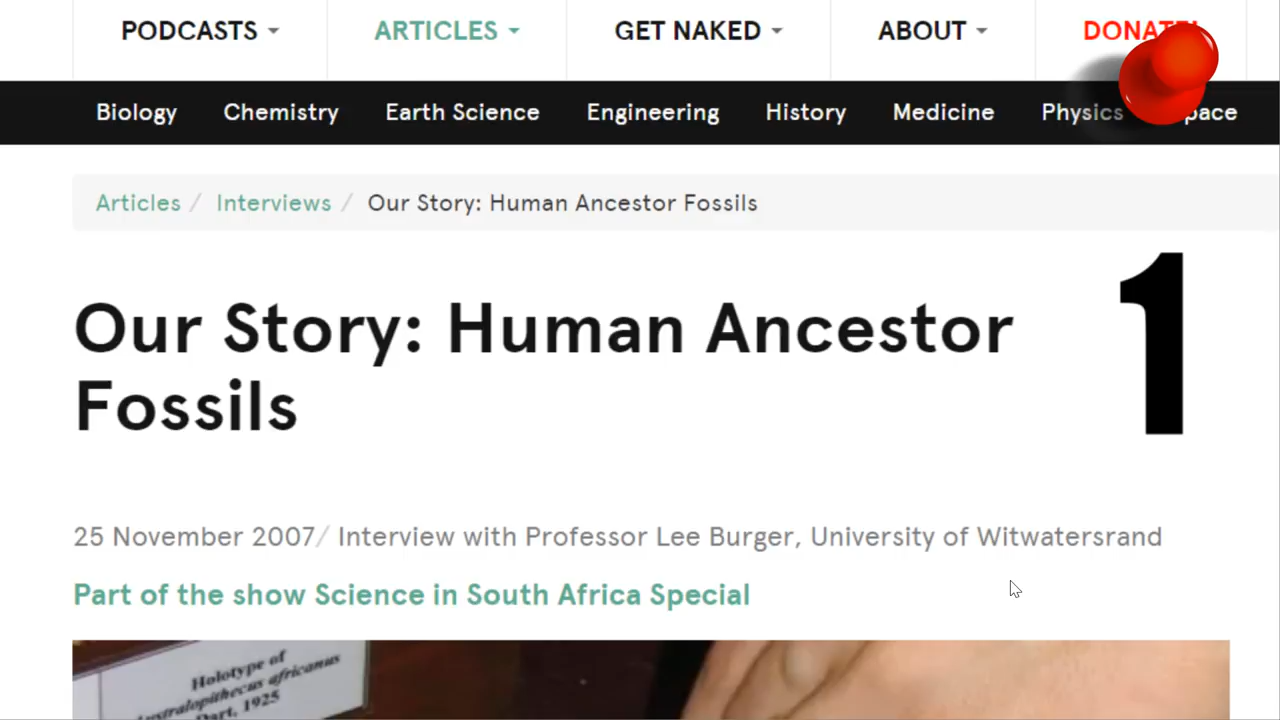 PODCASTS ARTICLES GET NAKED ABOUT
Biology Chemistry Earth Science Engineering History Medicine Physics
Articles / Interviews / Our Story: Human Ancestor Fossils
1
Our Story: Human Ancestor
Fossils
25 November 2007/ Interview with Professor Lee Burger, University of Witwatersrand
Part of the show Science in South Africa Special
Holotype of
africanus
Dart, 1925